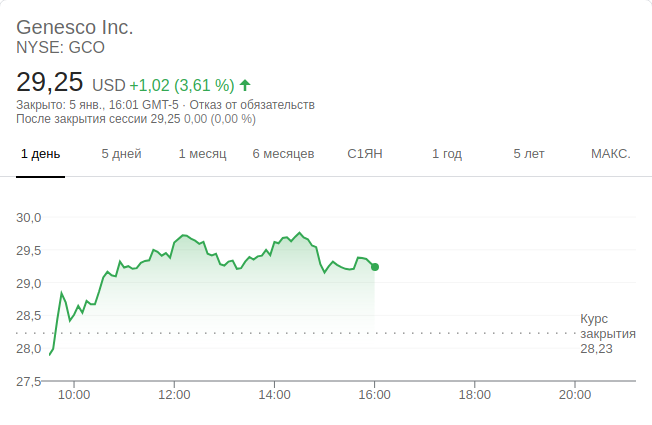 Genesco Inc.
NYSE: GCO
29,25 USD +1,02 (3,61 %)
Закрыто: 5 янв., 16:01 GMT-5 · Отказ от обязательств
После закрытия сессии 29,25 0,00 (0,00 %)
1 день 5 дней 1 месяц 6 месяцев С1ЯН 1 год 5 лет МАКС.
30,0
29,5
29,0
28,5
28,0
27,5
Курс
закрытия
28,23
10:00 12:00 14:00 16:00 18:00 20:00